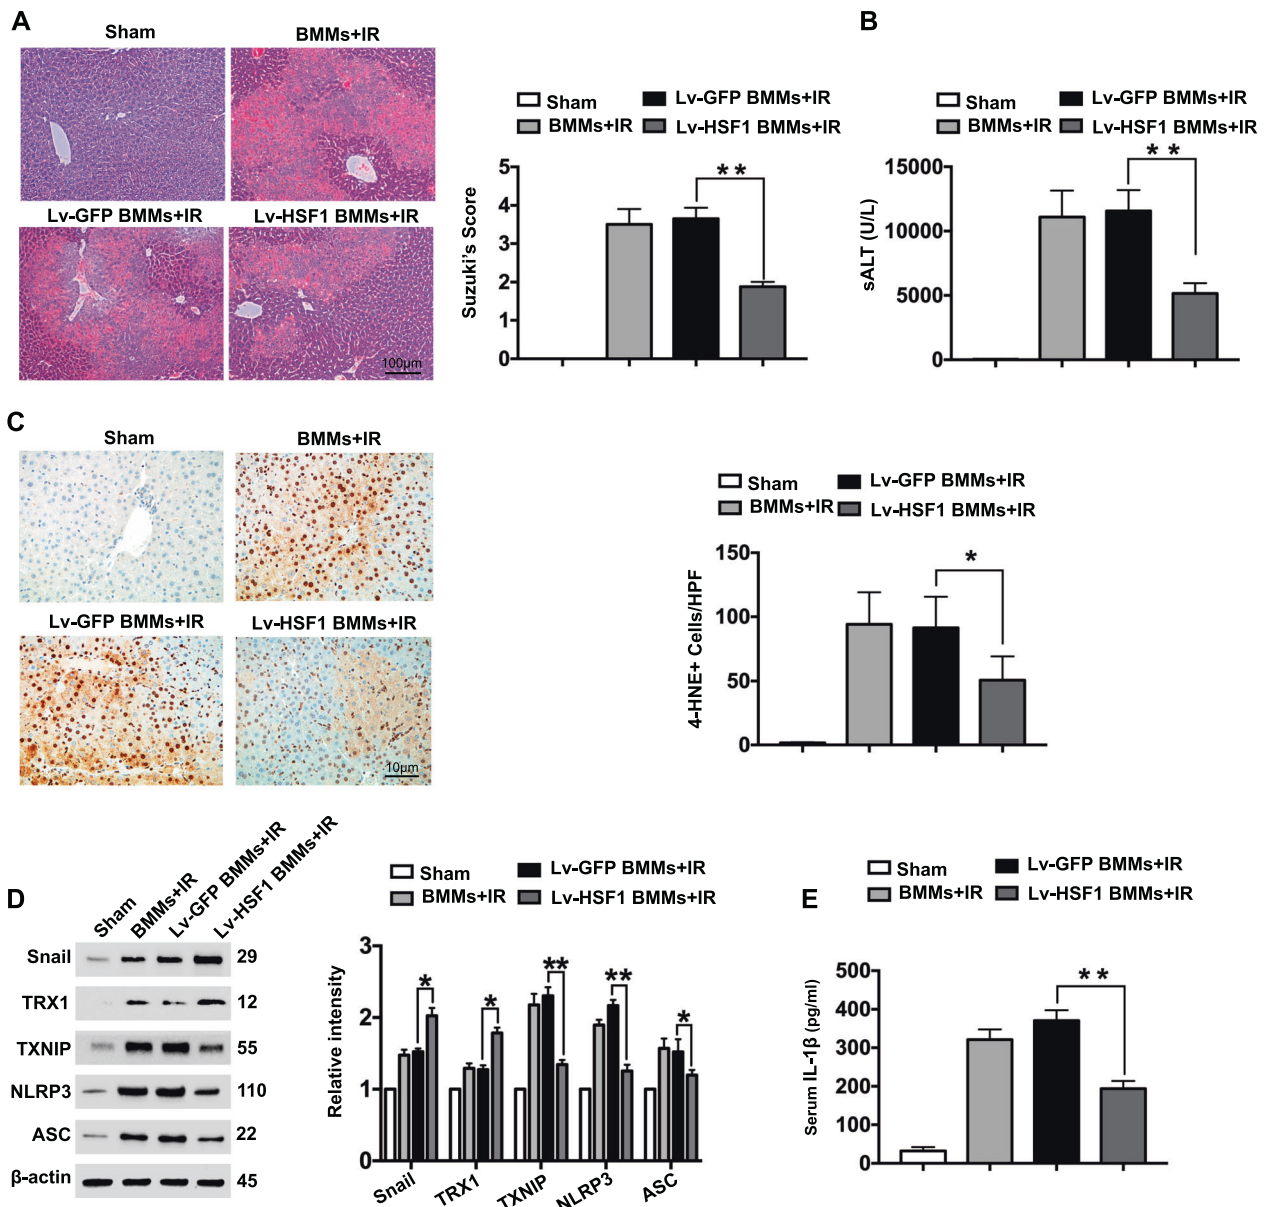 A
Sham
BMMs+IR
Lv-GFP BMMs+IR
Lv-HSF1 BMMs+IR
100μm
Sham
Lv-GFP BMMs+IR
BMMs+IR
Lv-HSF1 BMMs+IR
Suzuki's Score
5
4
3
2
1
0
**
B
Sham
Lv-GFP BMMs+IR
BMMs+IR
Lv-HSF1 BMMs+IR
sALT (U/L)
15000
10000
5000
0
**
C
Sham
BMMs+IR
Lv-GFP BMMs+IR
Lv-HSF1 BMMs+IR
10μm
Sham
Lv-GFP BMMs+IR
BMMs+IR
Lv-HSF1 BMMs+IR
4-HNE+ Cells/HPF
150
100
50
0
*
D
Sham
BMMs+IR
Lv-GFP BMMs+IR
Lv-HSF1 BMMs+IR
Snail 29
TRX1 12
TXNIP 55
NLRP3 110
ASC 22
β-actin 45
Sham
Lv-GFP BMMs+IR
BMMs+IR
Lv-HSF1 BMMs+IR
Relative intensity
3
2
1
0
* * ** ** *
Snail TRX1 TXNIP NLRP3 ASC
E
Sham
Lv-GFP BMMs+IR
BMMs+IR
Lv-HSF1 BMMs+IR
Serum IL-1β (pg/ml)
500
400
300
200
100
0
**